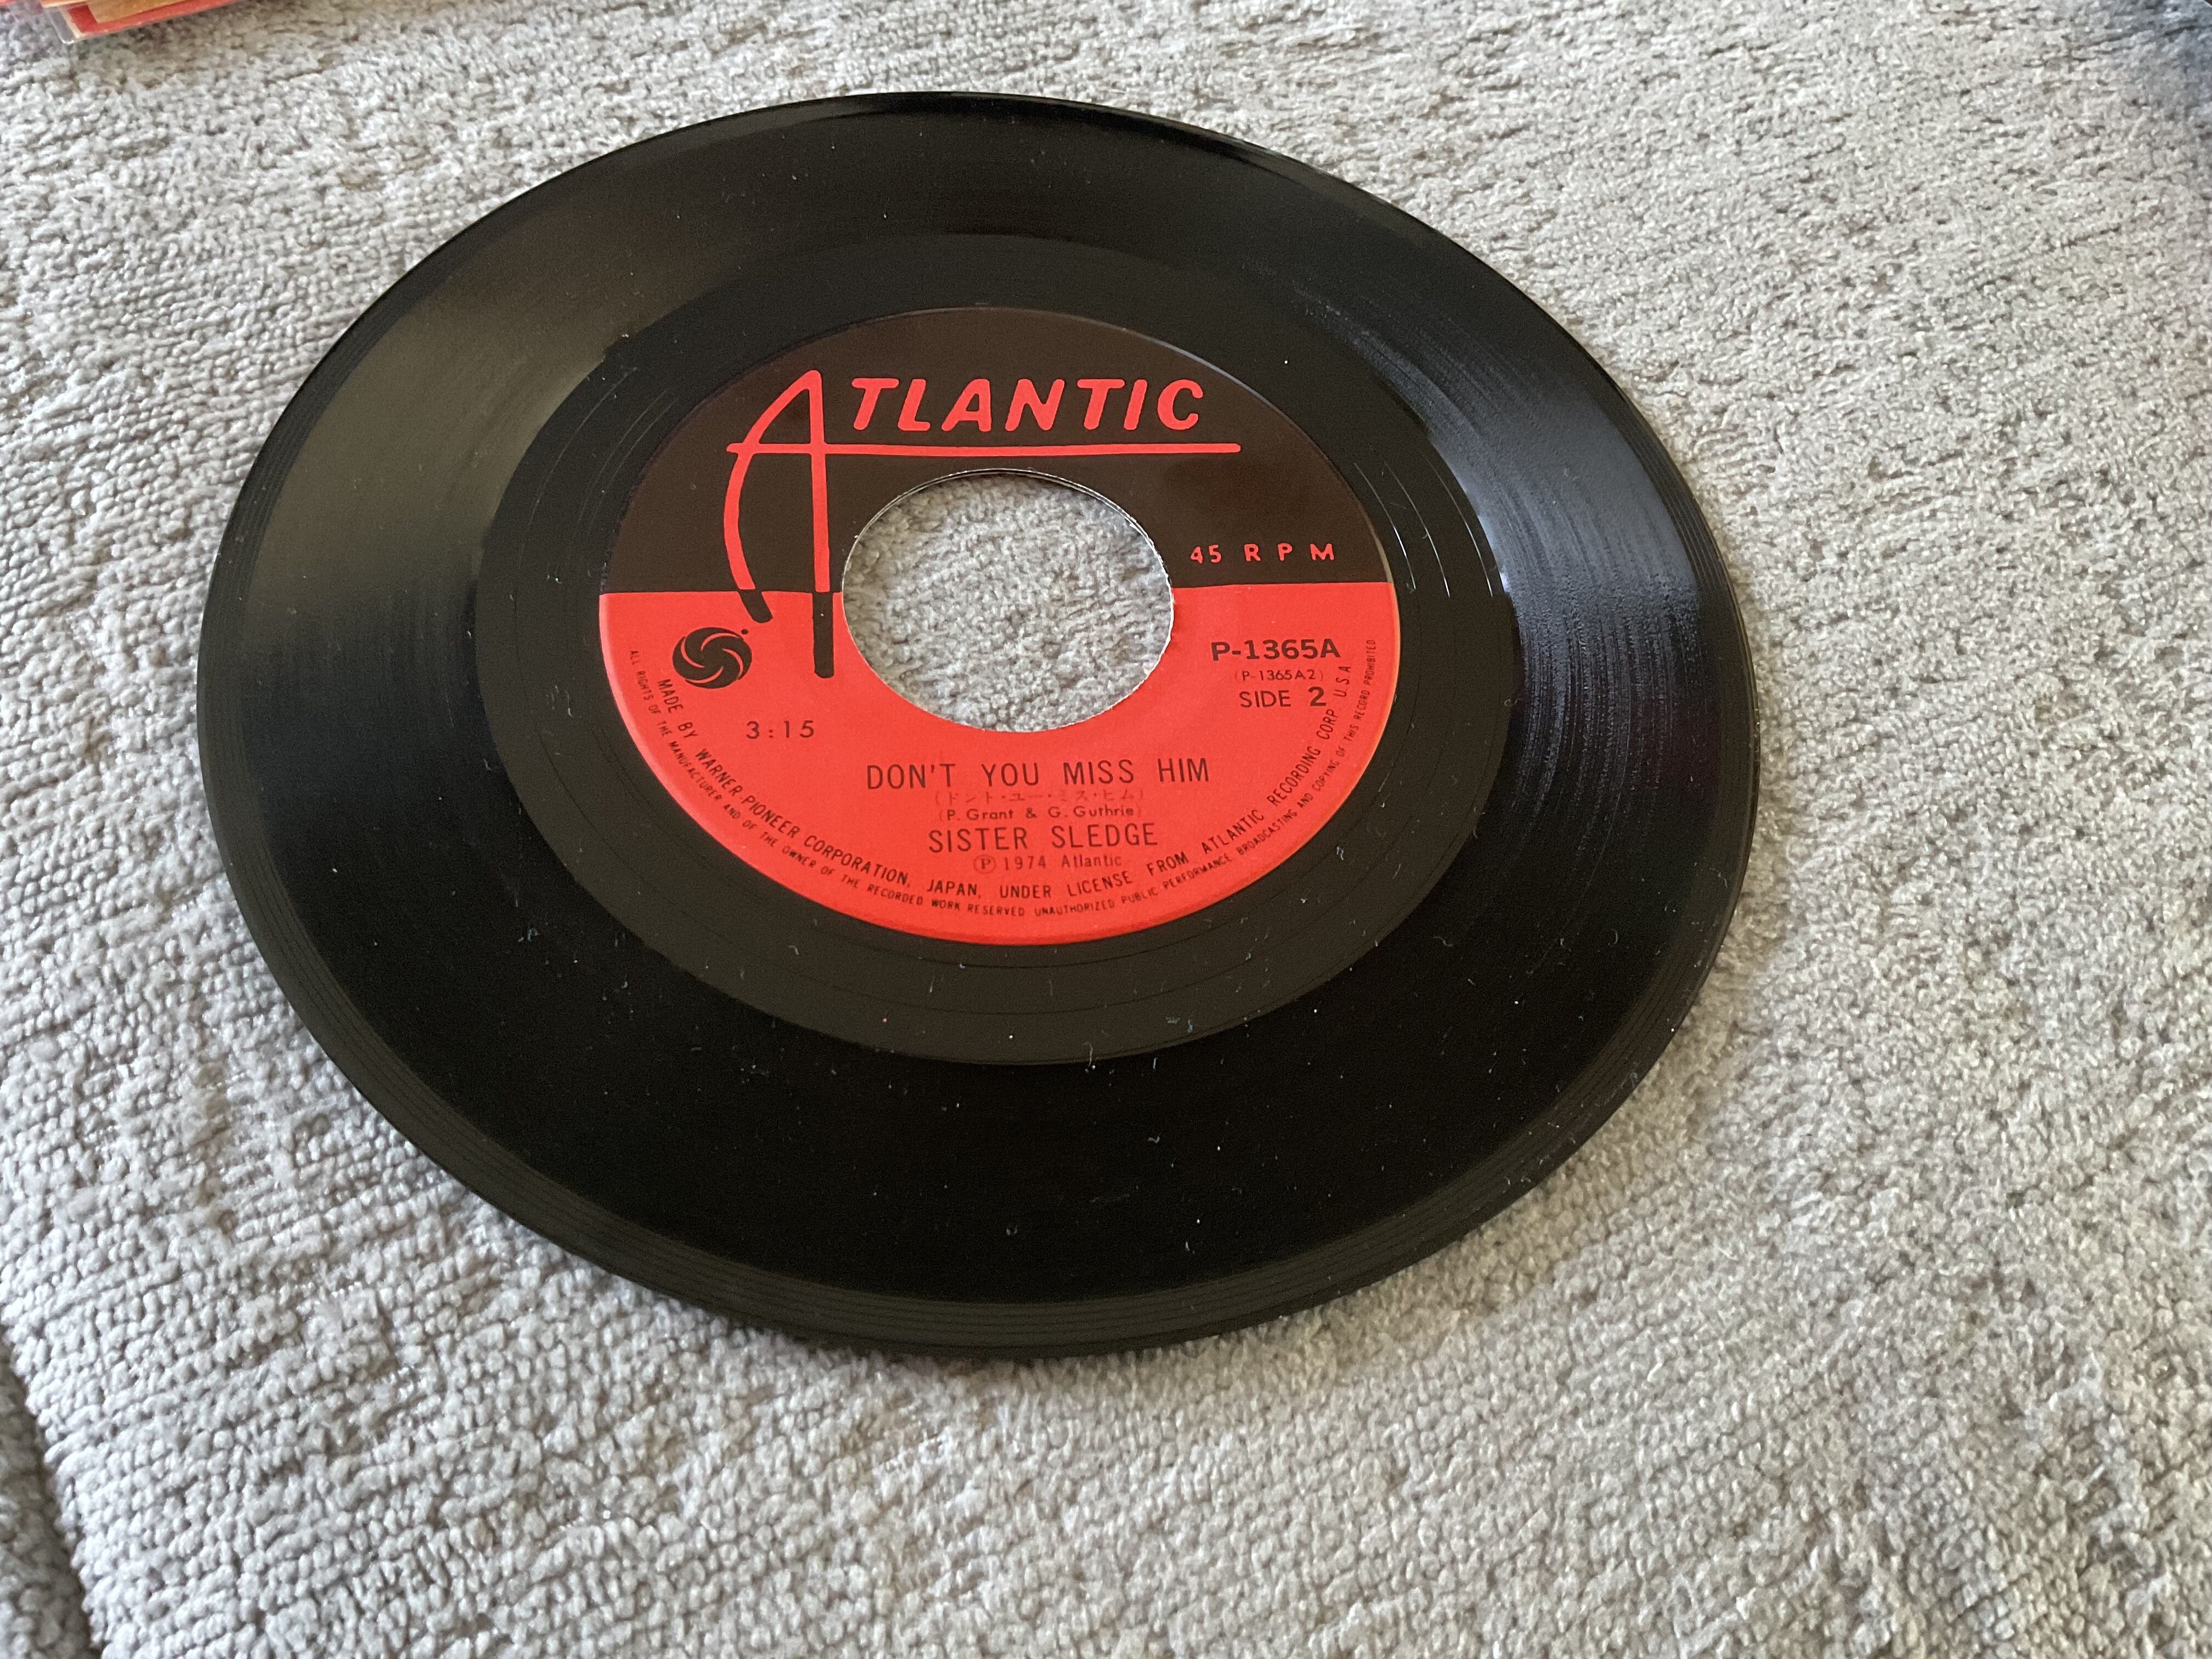 ATLANTIC
45 RPM
P-1365A
(P-1365A2)
SIDE 2
3:15
DON'T YOU MISS HIM
(ドント・ユー・ミス・ヒム)
(P. Grant & G. Guthrie)
SISTER SLEDGE
Ⓟ 1974 Atlantic
MADE BY WARNER PIONEER CORPORATION, JAPAN, UNDER LICENSE FROM ATLANTIC RECORDING CORP. U.S.A.
ALL RIGHTS OF THE MANUFACTURER AND OF THE OWNER OF THE RECORDED WORK RESERVED UNAUTHORIZED PUBLIC PERFORMANCE BROADCASTING AND COPYING OF THIS RECORD PROHIBITED